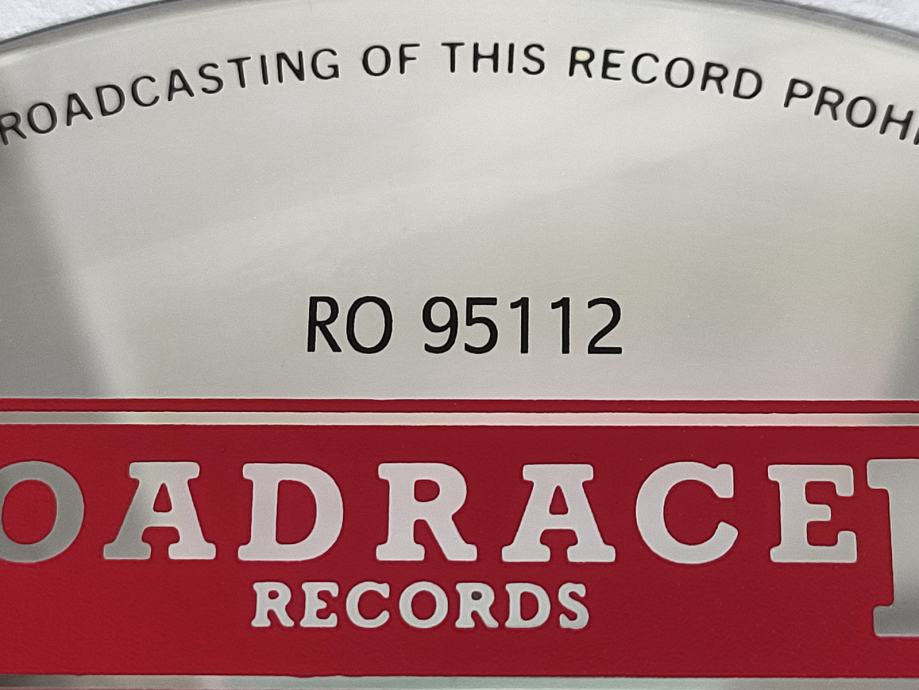 ROADCASTING OF THIS RECORD PROH
RO 95112
OADRACE
RECORDS